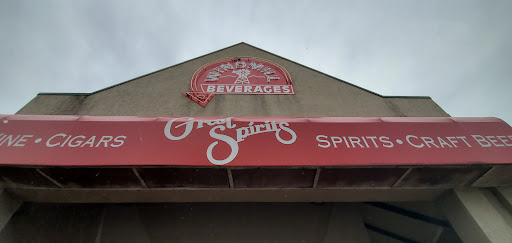 WINDMILL
BEVERAGES
INE • CIGARS
Great Spirits
SPIRITS • CRAFT BEE